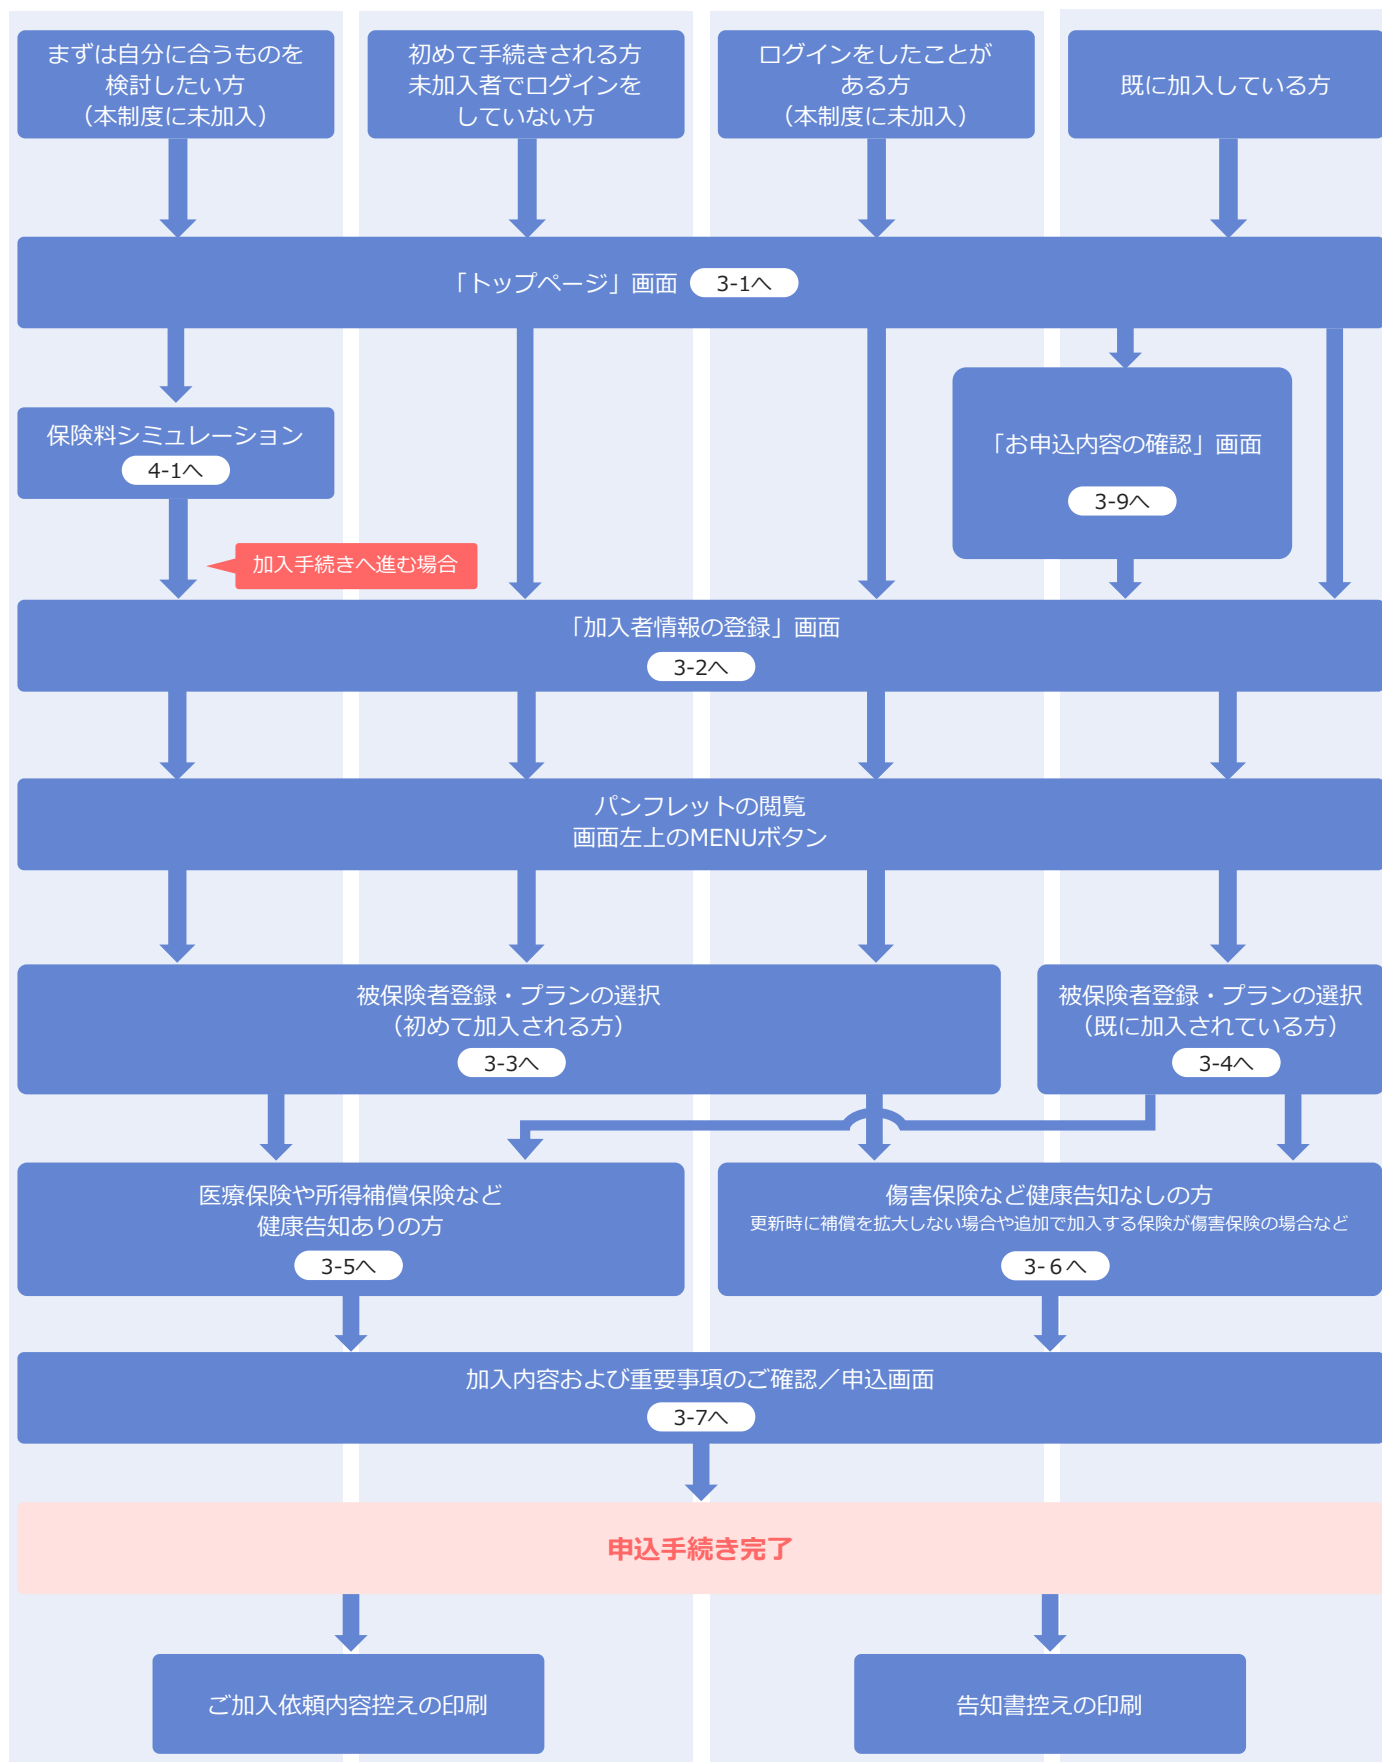 まずは自分に合うものを
検討したい方
（本制度に未加入）
初めて手続きされる方
未加入者でログインを
していない方
ログインをしたことが
ある方
（本制度に未加入）
既に加入している方
「トップページ」画面 3-1へ
保険料シミュレーション
4-1へ
「お申込内容の確認」画面
3-9へ
加入手続きへ進む場合
「加入者情報の登録」画面
3-2へ
パンフレットの閲覧
画面左上のMENUボタン
被保険者登録・プランの選択
（初めて加入される方）
3-3へ
被保険者登録・プランの選択
（既に加入されている方）
3-4へ
医療保険や所得補償保険など
健康告知ありの方
3-5へ
傷害保険など健康告知なしの方
更新時に補償を拡大しない場合や追加で加入する保険が傷害保険の場合など
3-６へ
加入内容および重要事項のご確認／申込画面
3-7へ
申込手続き完了
ご加入依頼内容控えの印刷
告知書控えの印刷